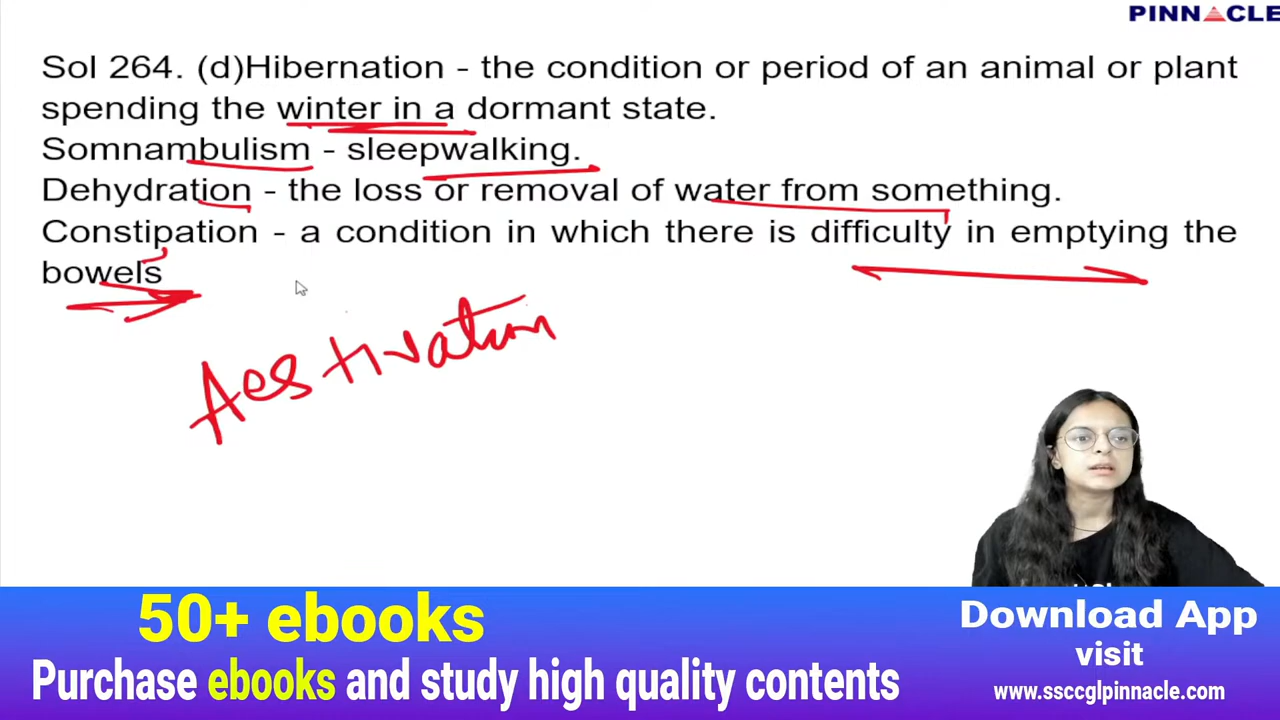 PINNACLE
Sol 264. (d)Hibernation - the condition or period of an animal or plant
spending the winter in a dormant state.
Somnambulism - sleepwalking.
Dehydration - the loss or removal of water from something.
Constipation - a condition in which there is difficulty in emptying the
bowels
Aestivation
50+ ebooks
Purchase ebooks and study high quality contents
Download App
visit
www.ssccglpinnacle.com